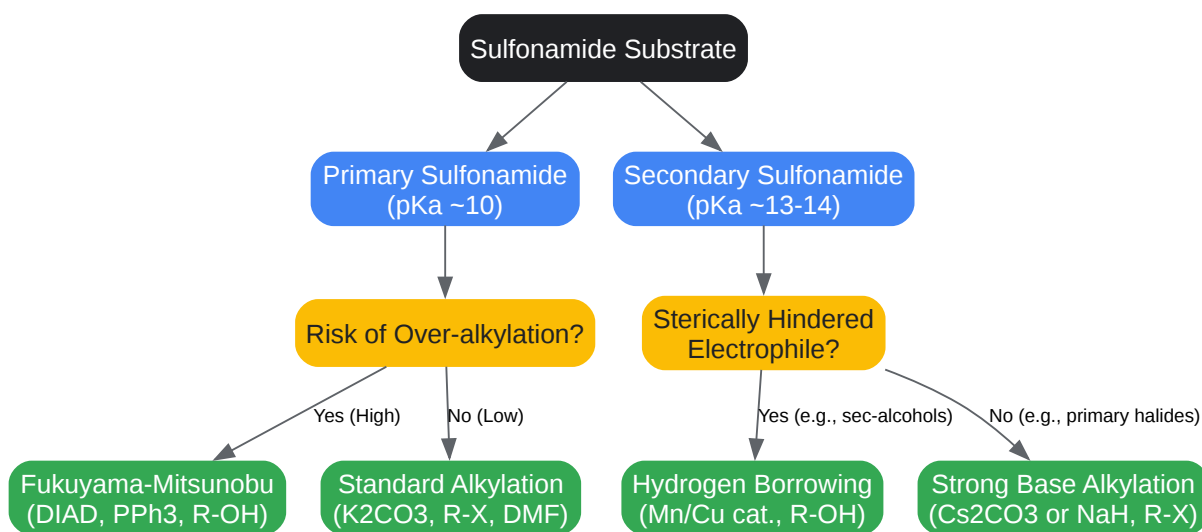 Sulfonamide Substrate
Primary Sulfonamide
(pKa ~10)
Secondary Sulfonamide
(pKa ~13-14)
Risk of Over-alkylation?
Sterically Hindered
Electrophile?
Yes (High)
No (Low)
Yes (e.g., sec-alcohols)
No (e.g., primary halides)
Fukuyama-Mitsunobu
(DIAD, PPh3, R-OH)
Standard Alkylation
(K2CO3, R-X, DMF)
Hydrogen Borrowing
(Mn/Cu cat., R-OH)
Strong Base Alkylation
(Cs2CO3 or NaH, R-X)